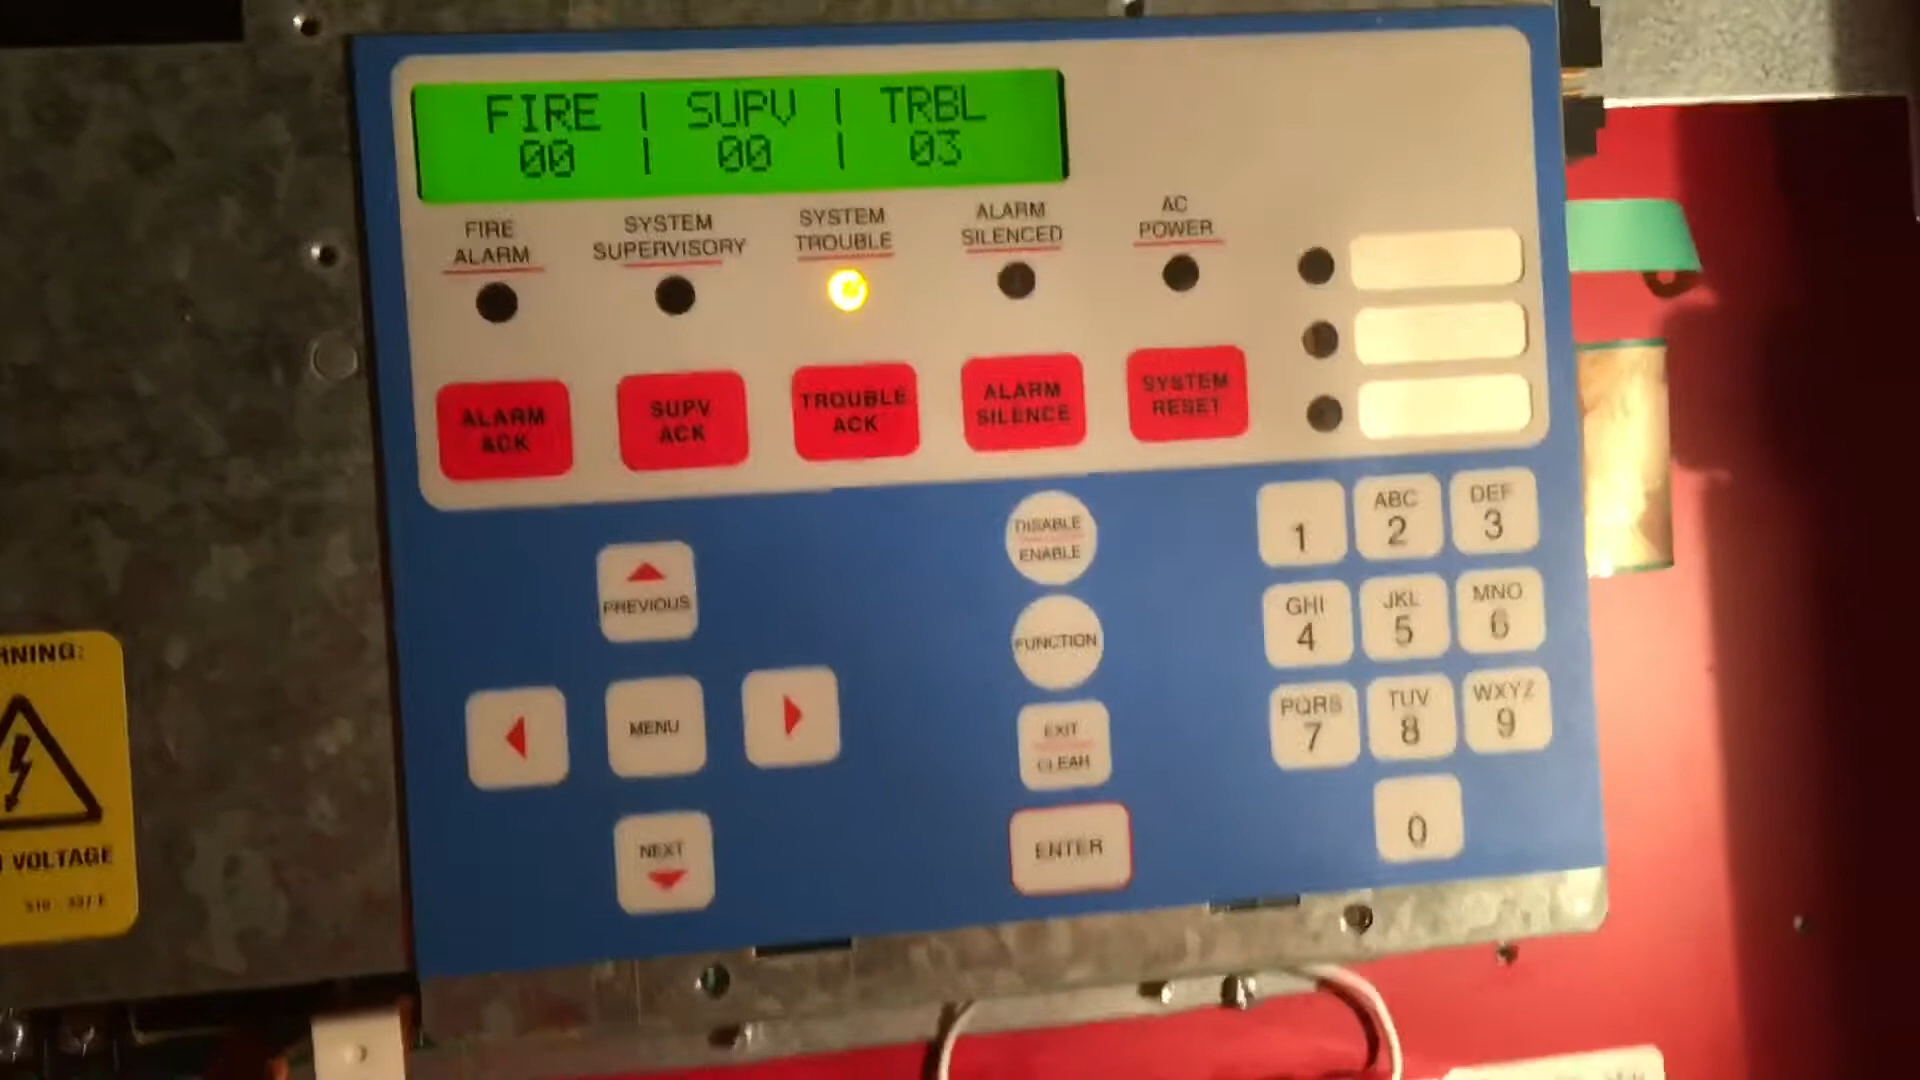 FIRE | SUPV | TRBL
00 | 00 | 03
FIRE
ALARM
SYSTEM
SUPERVISORY
SYSTEM
TROUBLE
ALARM
SILENCED
AC
POWER
ALARM
ACK
SUPV
ACK
TROUBLE
ACK
ALARM
SILENCE
SYSTEM
RESET
PREVIOUS
MENU
NEXT
DISABLE
ENABLE
FUNCTION
EXIT
CLEAR
ENTER
1
ABC
2
DEF
3
GHI
4
JKL
5
MNO
6
PQRS
7
TUV
8
WXYZ
9
0
RNING:
VOLTAGE